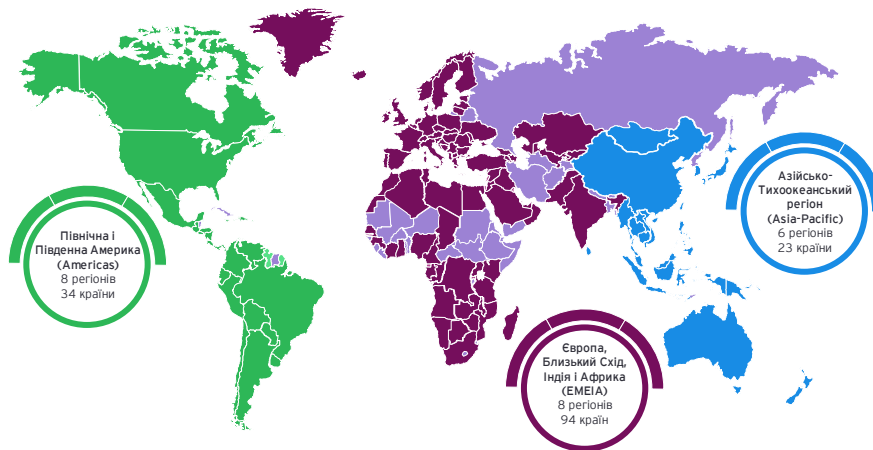 Північна і
Південна Америка
(Americas)
8 регіонів
34 країни
Азійсько-
Тихоокеанський
регіон
(Asia-Pacific)
6 регіонів
23 країни
Європа,
Близький Схід,
Індія і Африка
(EMEIA)
8 регіонів
94 країн